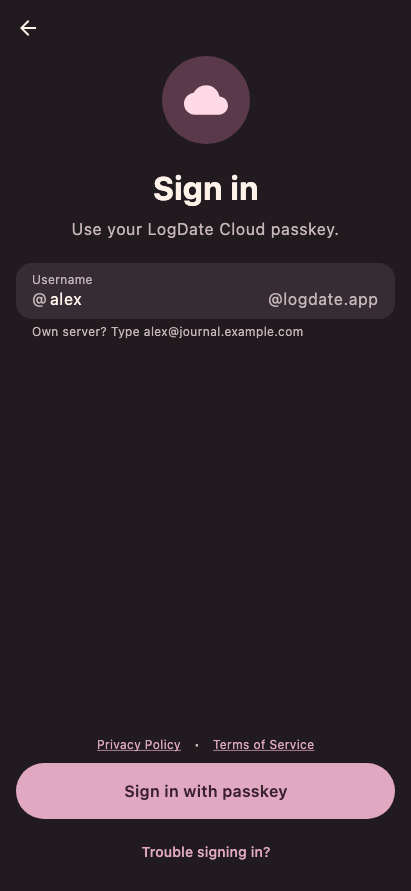 Sign in
Use your LogDate Cloud passkey.
Username
@ alex @logdate.app
Own server? Type alex@journal.example.com
Privacy Policy • Terms of Service
Sign in with passkey
Trouble signing in?